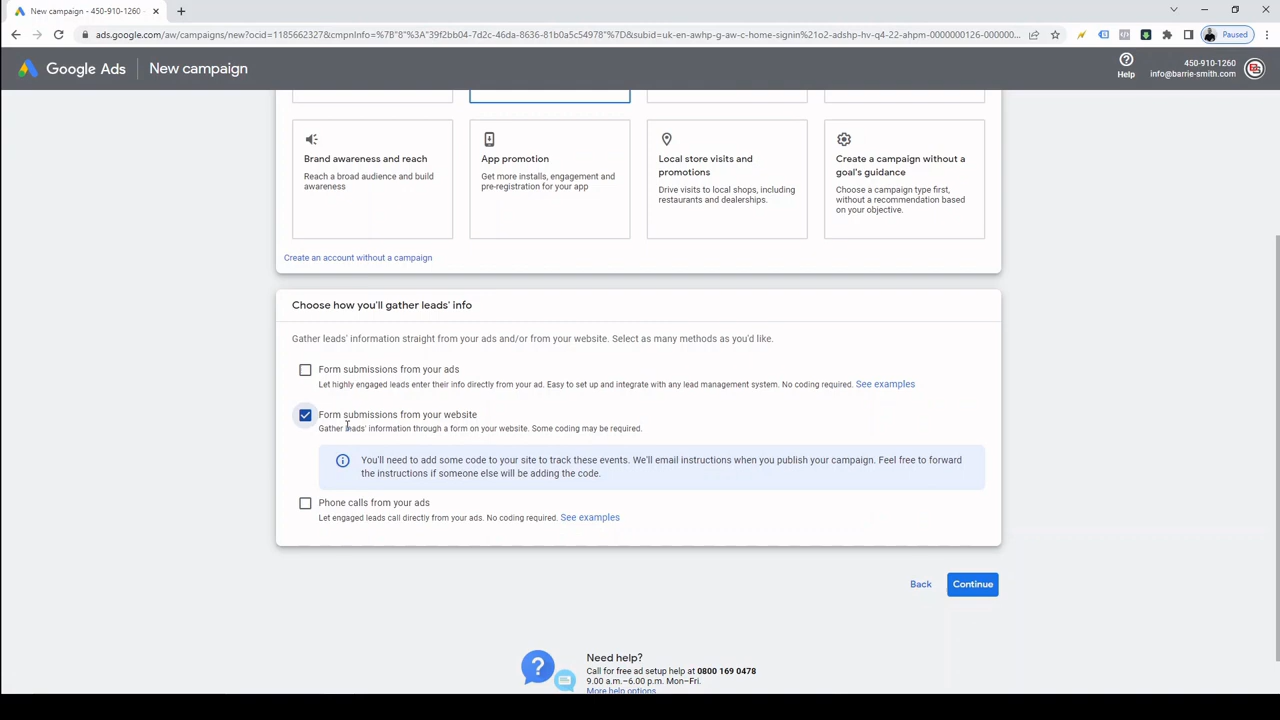 New campaign - 450-910-1260 -
ads.google.com/aw/campaigns/new?ocid=1185662327&cmpnInfo=%7B"8"%3A"39f2bb04-7d2c-46da-8636-81b0a5c54978"%7D&subid=uk-en-awhp-g-aw-c-home-signin%21o2-adshp-hv-q4-22-ahpm-0000000126-000000...
Paused
Google Ads
New campaign
Help
450-910-1260
info@barrie-smith.com
Brand awareness and reach
Reach a broad audience and build
awareness
App promotion
Get more installs, engagement and
pre-registration for your app
Local store visits and
promotions
Drive visits to local shops, including
restaurants and dealerships.
Create a campaign without a
goal's guidance
Choose a campaign type first,
without a recommendation based
on your objective.
Create an account without a campaign
Choose how you'll gather leads' info
Gather leads' information straight from your ads and/or from your website. Select as many methods as you'd like.
Form submissions from your ads
Let highly engaged leads enter their info directly from your ad. Easy to set up and integrate with any lead management system. No coding required. See examples
Form submissions from your website
Gather leads' information through a form on your website. Some coding may be required.
You'll need to add some code to your site to track these events. We'll email instructions when you publish your campaign. Feel free to forward
the instructions if someone else will be adding the code.
Phone calls from your ads
Let engaged leads call directly from your ads. No coding required. See examples
Back
Continue
Need help?
Call for free ad setup help at 0800 169 0478
9.00 a.m.–6.00 p.m. Mon–Fri.
More help options